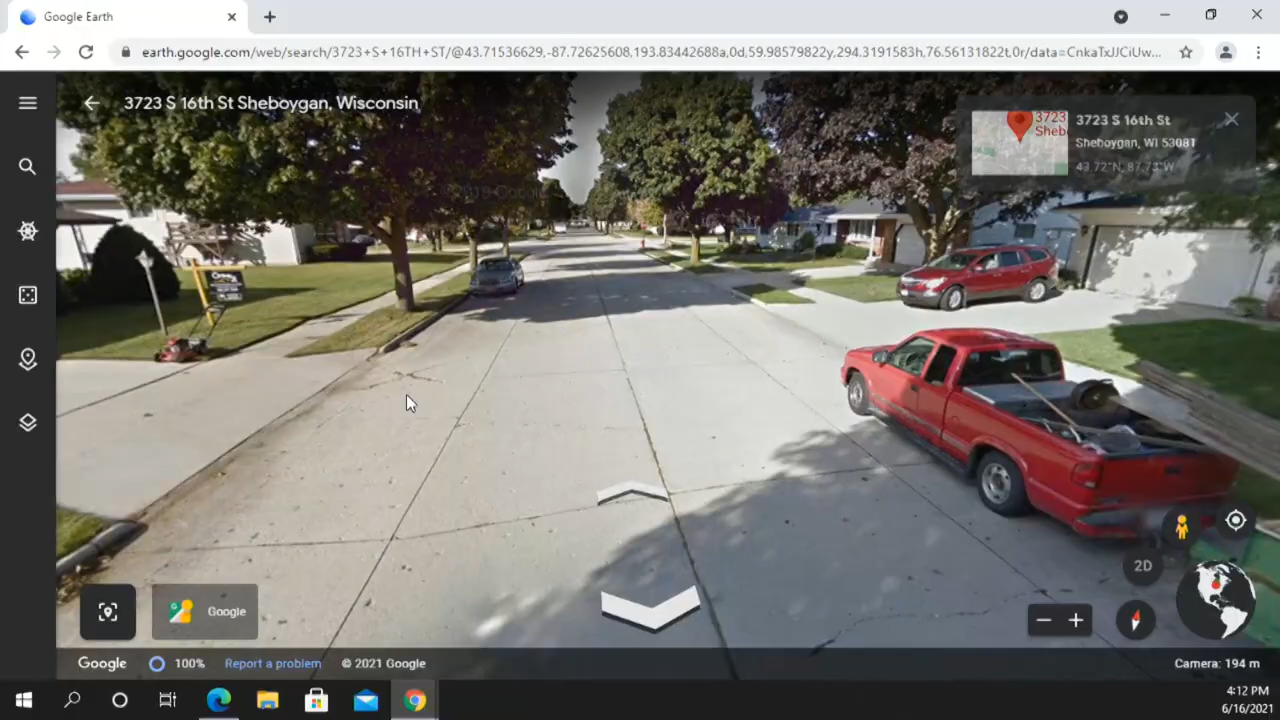 Google Earth
earth.google.com/web/search/3723+S+16TH+ST/@43.71536629,-87.72625608,193.83442688a,0d,59.98579822y,294.3191583h,76.56131822t,0r/data=CnkaTxJJCiUw...
3723 S 16th St Sheboygan, Wisconsin
3723
Sheb
3723 S 16th St
Sheboygan, WI 53081
43.72°N, 87.73°W
2D
Google
Google
100%
Report a problem
© 2021 Google
Camera: 194 m
4:12 PM
6/16/2021